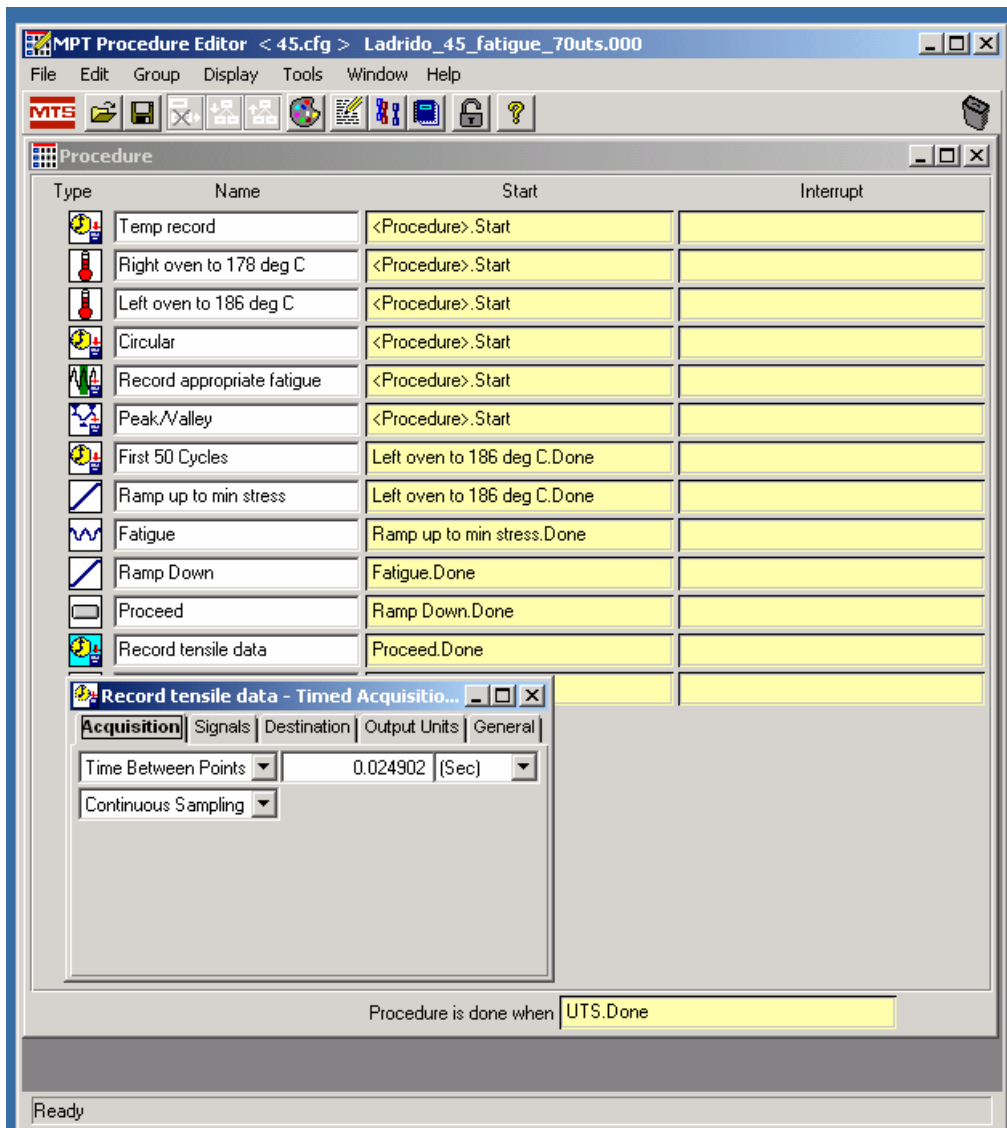 MPT Procedure Editor < 45.cfg > Ladrido_45_fatigue_70uts.000
File Edit Group Display Tools Window Help
MTS
Procedure
Type Name Start Interrupt
Temp record <Procedure>.Start
Right oven to 178 deg C <Procedure>.Start
Left oven to 186 deg C <Procedure>.Start
Circular <Procedure>.Start
Record appropriate fatigue <Procedure>.Start
Peak/Valley <Procedure>.Start
First 50 Cycles Left oven to 186 deg C.Done
Ramp up to min stress Left oven to 186 deg C.Done
Fatigue Ramp up to min stress.Done
Ramp Down Fatigue.Done
Proceed Ramp Down.Done
Record tensile data Proceed.Done
Record tensile data - Timed Acquisitio...
Acquisition Signals Destination Output Units General
Time Between Points 0.024902 (Sec)
Continuous Sampling
Procedure is done when UTS.Done
Ready